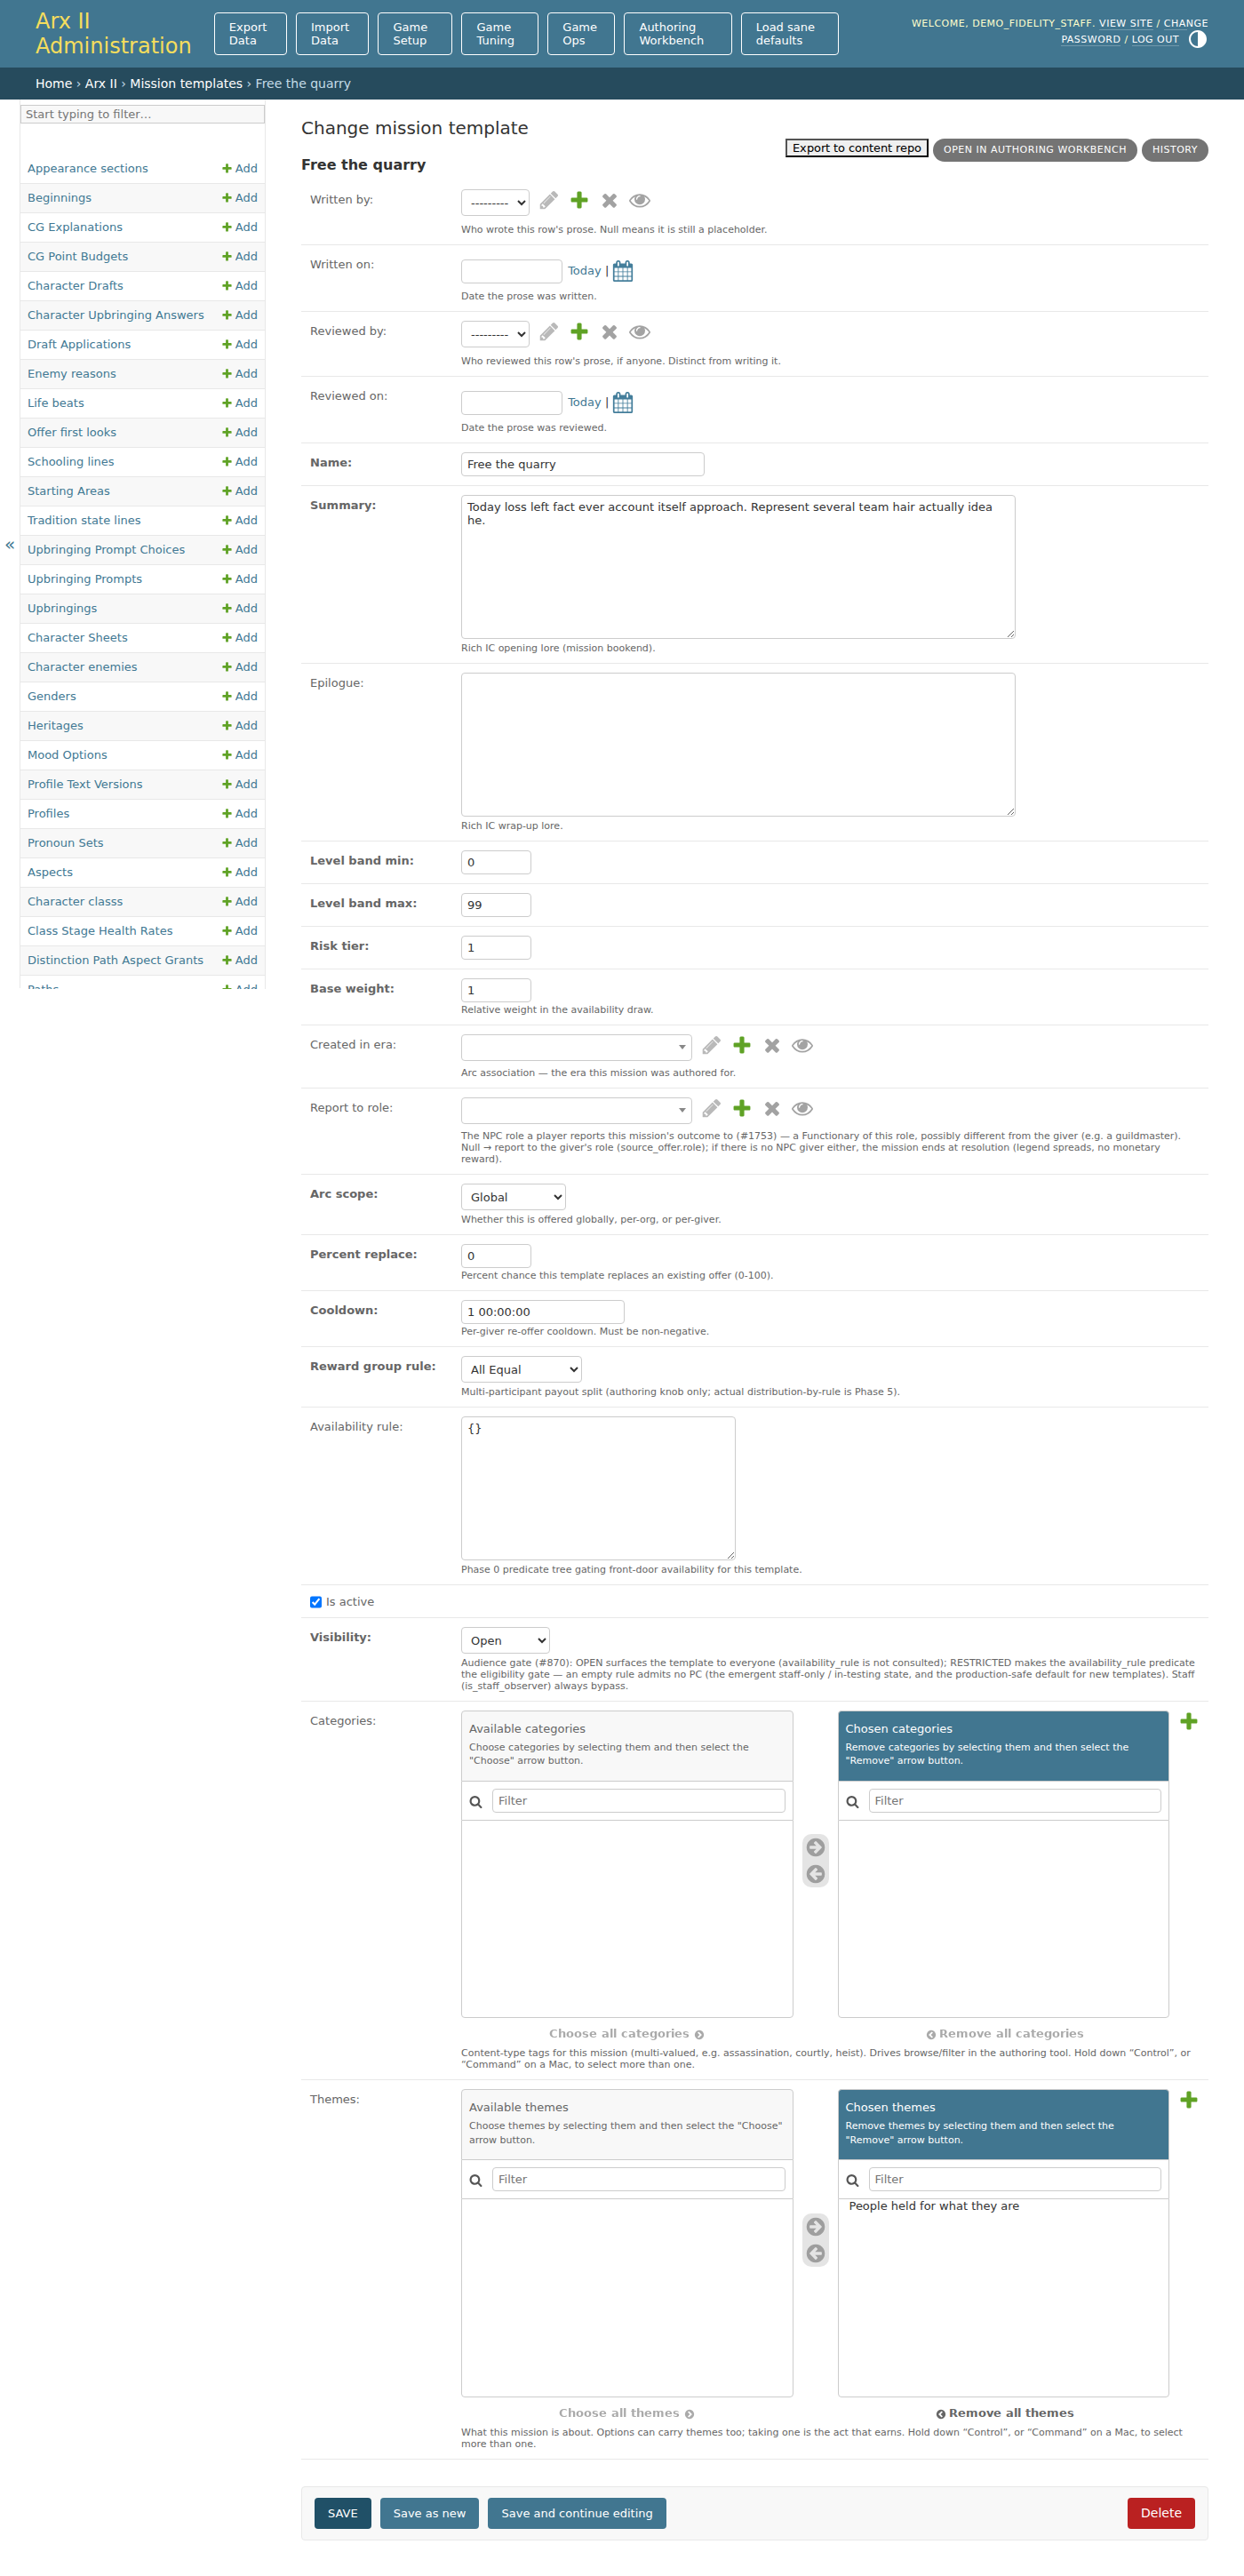 Arx II
Administration
Export
Data
Import
Data
Game
Setup
Game
Tuning
Game
Ops
Authoring
Workbench
Load sane
defaults
WELCOME, DEMO_FIDELITY_STAFF. VIEW SITE / CHANGE
PASSWORD / LOG OUT
Home › Arx II › Mission templates › Free the quarry
Start typing to filter…
Appearance sections Add
Beginnings Add
CG Explanations Add
CG Point Budgets Add
Character Drafts Add
Character Upbringing Answers Add
Draft Applications Add
Enemy reasons Add
Life beats Add
Offer first looks Add
Schooling lines Add
Starting Areas Add
Tradition state lines Add
Upbringing Prompt Choices Add
Upbringing Prompts Add
Upbringings Add
Character Sheets Add
Character enemies Add
Genders Add
Heritages Add
Mood Options Add
Profile Text Versions Add
Profiles Add
Pronoun Sets Add
Aspects Add
Character classs Add
Class Stage Health Rates Add
Distinction Path Aspect Grants Add
Paths Add
«
Change mission template
Export to content repo
OPEN IN AUTHORING WORKBENCH
HISTORY
Free the quarry
Written by:
---------
Who wrote this row's prose. Null means it is still a placeholder.
Written on:
Today |
Date the prose was written.
Reviewed by:
---------
Who reviewed this row's prose, if anyone. Distinct from writing it.
Reviewed on:
Today |
Date the prose was reviewed.
Name:
Free the quarry
Summary:
Today loss left fact ever account itself approach. Represent several team hair actually idea
he.
Rich IC opening lore (mission bookend).
Epilogue:
Rich IC wrap-up lore.
Level band min:
0
Level band max:
99
Risk tier:
1
Base weight:
1
Relative weight in the availability draw.
Created in era:
Arc association — the era this mission was authored for.
Report to role:
The NPC role a player reports this mission's outcome to (#1753) — a Functionary of this role, possibly different from the giver (e.g. a guildmaster).
Null → report to the giver's role (source_offer.role); if there is no NPC giver either, the mission ends at resolution (legend spreads, no monetary
reward).
Arc scope:
Global
Whether this is offered globally, per-org, or per-giver.
Percent replace:
0
Percent chance this template replaces an existing offer (0-100).
Cooldown:
1 00:00:00
Per-giver re-offer cooldown. Must be non-negative.
Reward group rule:
All Equal
Multi-participant payout split (authoring knob only; actual distribution-by-rule is Phase 5).
Availability rule:
{}
Phase 0 predicate tree gating front-door availability for this template.
Is active
Visibility:
Open
Audience gate (#870): OPEN surfaces the template to everyone (availability_rule is not consulted); RESTRICTED makes the availability_rule predicate
the eligibility gate — an empty rule admits no PC (the emergent staff-only / in-testing state, and the production-safe default for new templates). Staff
(is_staff_observer) always bypass.
Categories:
Available categories
Choose categories by selecting them and then select the
"Choose" arrow button.
Filter
Chosen categories
Remove categories by selecting them and then select the
"Remove" arrow button.
Filter
Choose all categories
Remove all categories
Content-type tags for this mission (multi-valued, e.g. assassination, courtly, heist). Drives browse/filter in the authoring tool. Hold down “Control”, or
“Command” on a Mac, to select more than one.
Themes:
Available themes
Choose themes by selecting them and then select the "Choose"
arrow button.
Filter
Chosen themes
Remove themes by selecting them and then select the
"Remove" arrow button.
Filter
People held for what they are
Choose all themes
Remove all themes
What this mission is about. Options can carry themes too; taking one is the act that earns. Hold down “Control”, or “Command” on a Mac, to select
more than one.
SAVE
Save as new
Save and continue editing
Delete